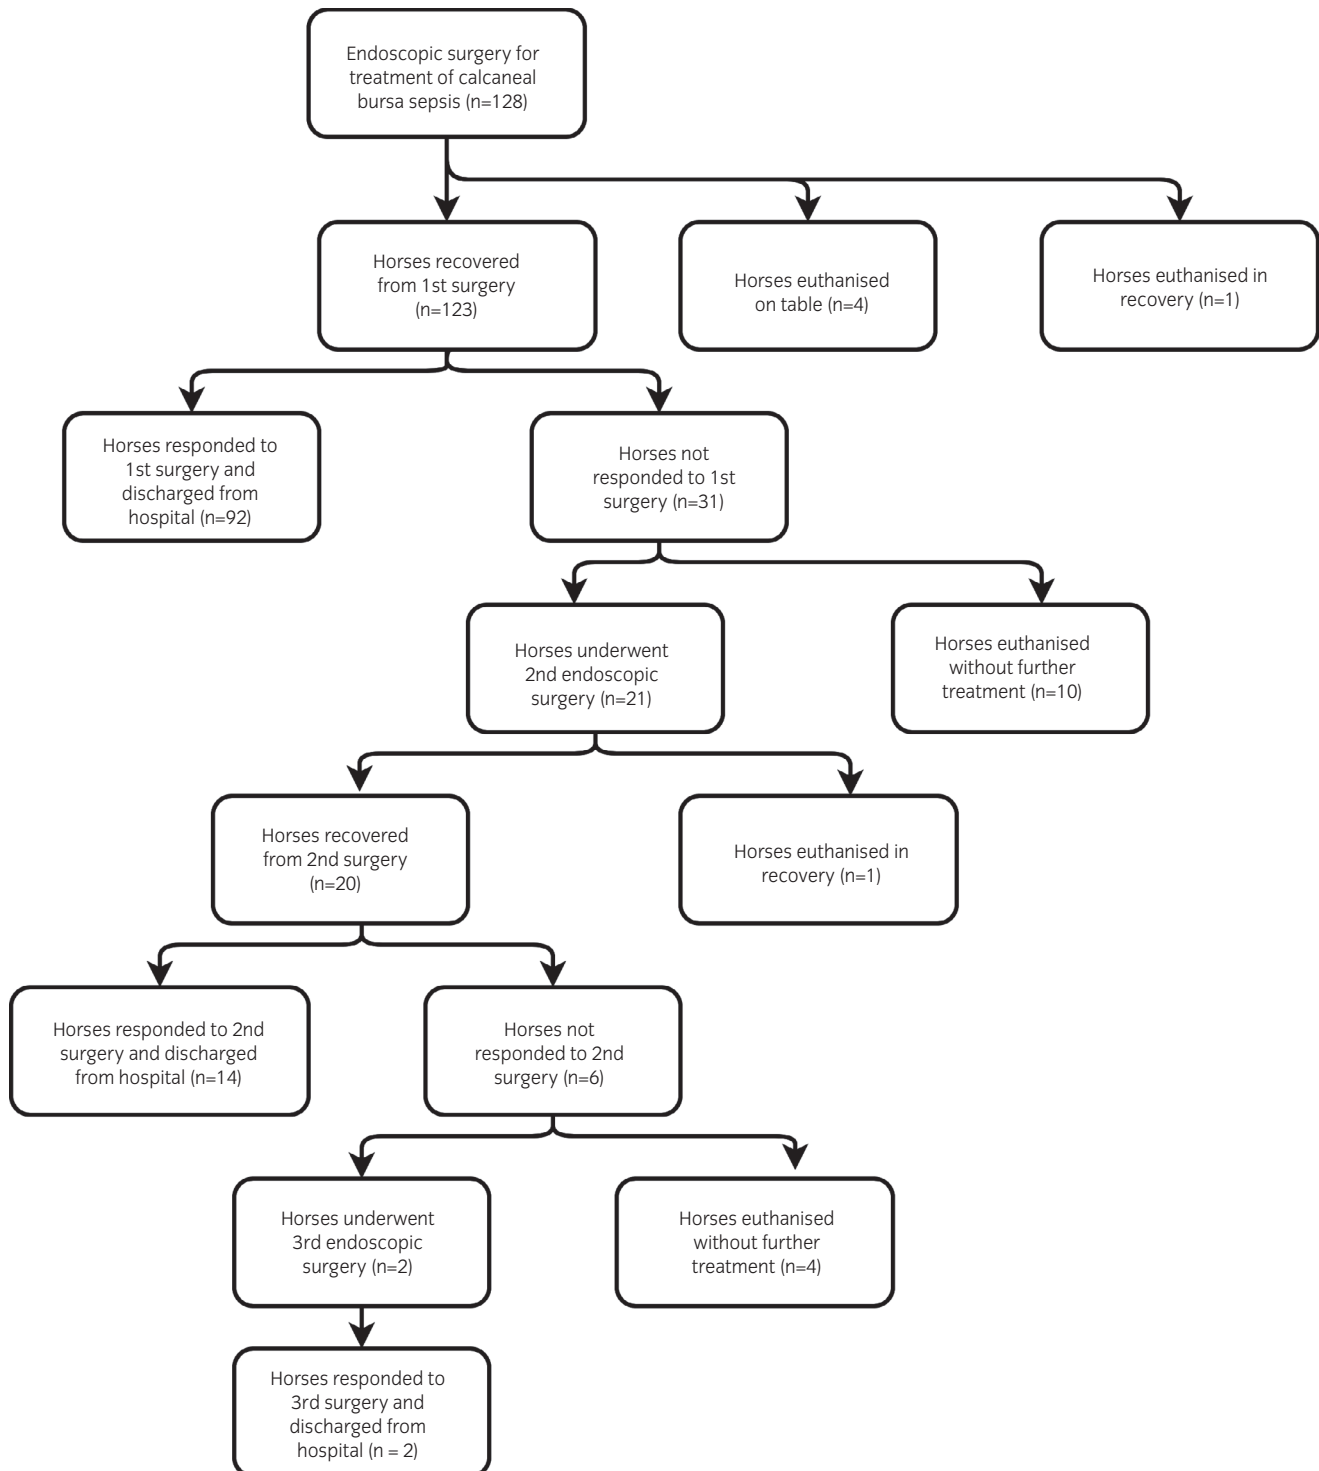 Endoscopic surgery for
treatment of calcaneal
bursa sepsis (n=128)
Horses recovered
from 1st surgery
(n=123)
Horses euthanised
on table (n=4)
Horses euthanised in
recovery (n=1)
Horses responded to
1st surgery and
discharged from
hospital (n=92)
Horses not
responded to 1st
surgery (n=31)
Horses underwent
2nd endoscopic
surgery (n=21)
Horses euthanised
without further
treatment (n=10)
Horses recovered
from 2nd surgery
(n=20)
Horses euthanised in
recovery (n=1)
Horses responded to 2nd
surgery and discharged
from hospital (n=14)
Horses not
responded to 2nd
surgery (n=6)
Horses underwent
3rd endoscopic
surgery (n=2)
Horses euthanised
without further
treatment (n=4)
Horses responded to
3rd surgery and
discharged from
hospital (n = 2)